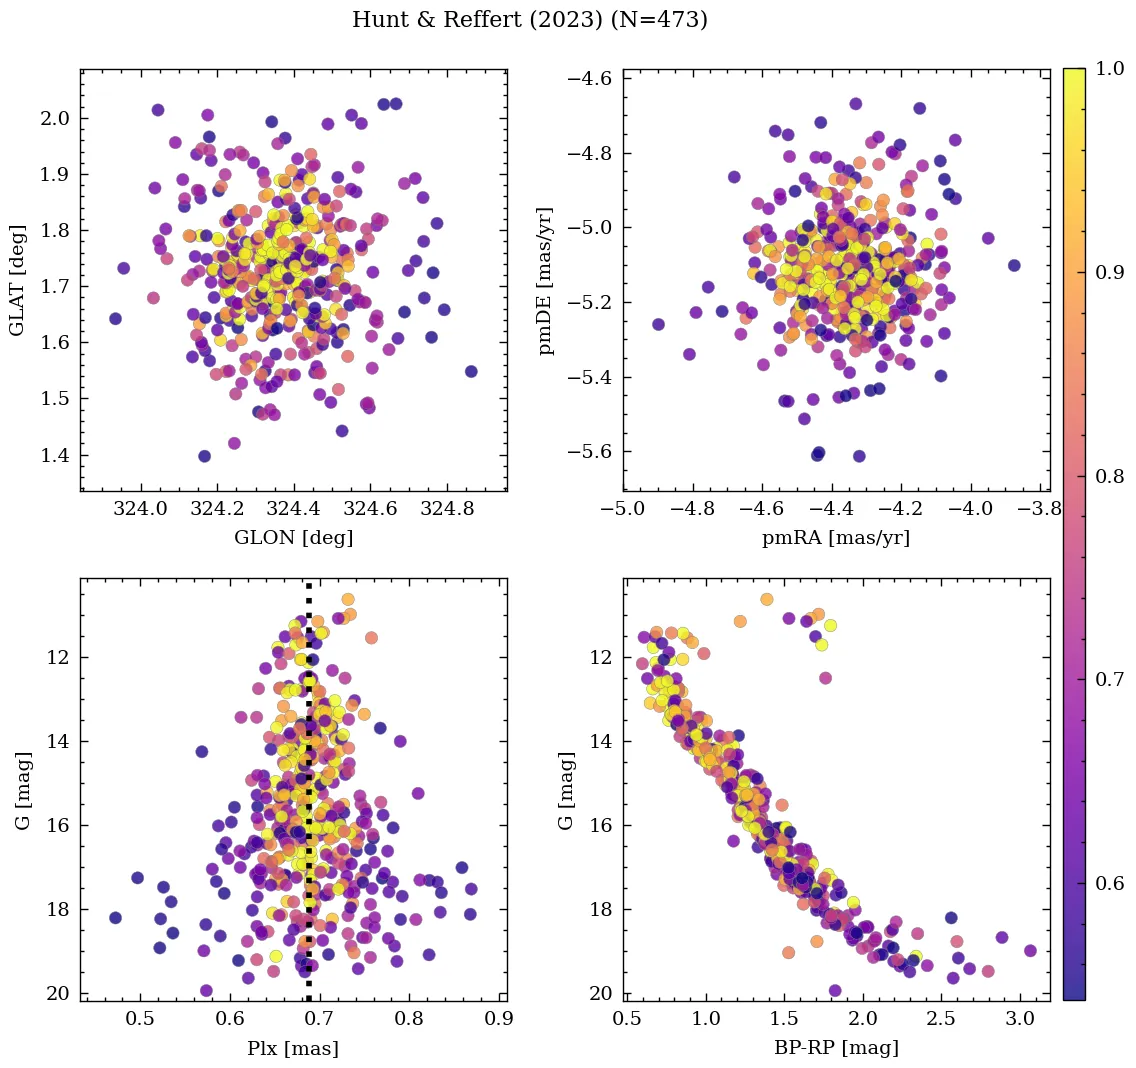 Hunt & Reffert (2023) (N=473)
2.0
1.9
1.8
1.7
1.6
1.5
1.4
GLAT [deg]
324.0 324.2 324.4 324.6 324.8
GLON [deg]
−4.6
−4.8
−5.0
−5.2
−5.4
−5.6
pmDE [mas/yr]
−5.0 −4.8 −4.6 −4.4 −4.2 −4.0 −3.8
pmRA [mas/yr]
1.0
0.9
0.8
0.7
0.6
12
14
16
18
20
G [mag]
0.5 0.6 0.7 0.8 0.9
Plx [mas]
12
14
16
18
20
G [mag]
0.5 1.0 1.5 2.0 2.5 3.0
BP-RP [mag]